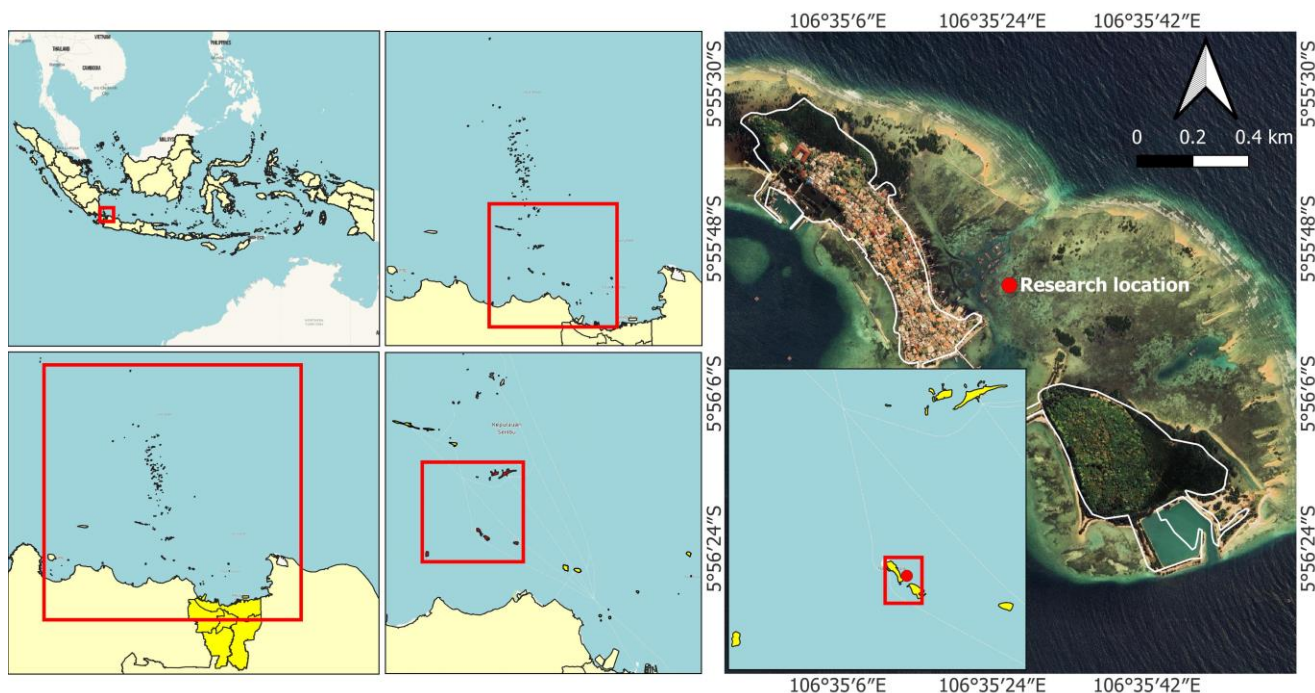 106°35′6″E 106°35′24″E 106°35′42″E
VIETNAM
PHILIPPINES
THAILAND
CAMBODIA
5°55′30″S
5°55′30″S
0 0.2 0.4 km
5°55′48″S
5°55′48″S
Research location
5°56′6″S
5°56′6″S
Kepulauan
Seribu
5°56′24″S
5°56′24″S
106°35′6″E 106°35′24″E 106°35′42″E